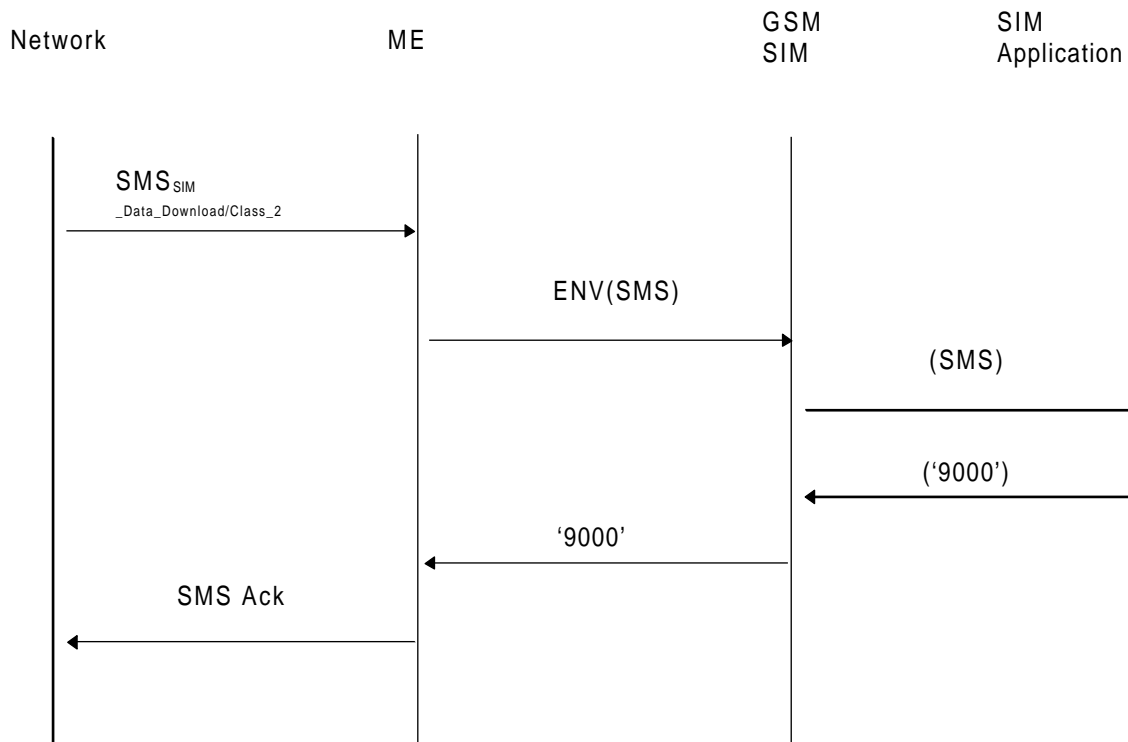 Network
ME
GSM
SIM
SIM
Application
SMSSIM
_Data_Download/Class_2
ENV(SMS)
(SMS)
(‘9000’)
‘9000’
SMS Ack